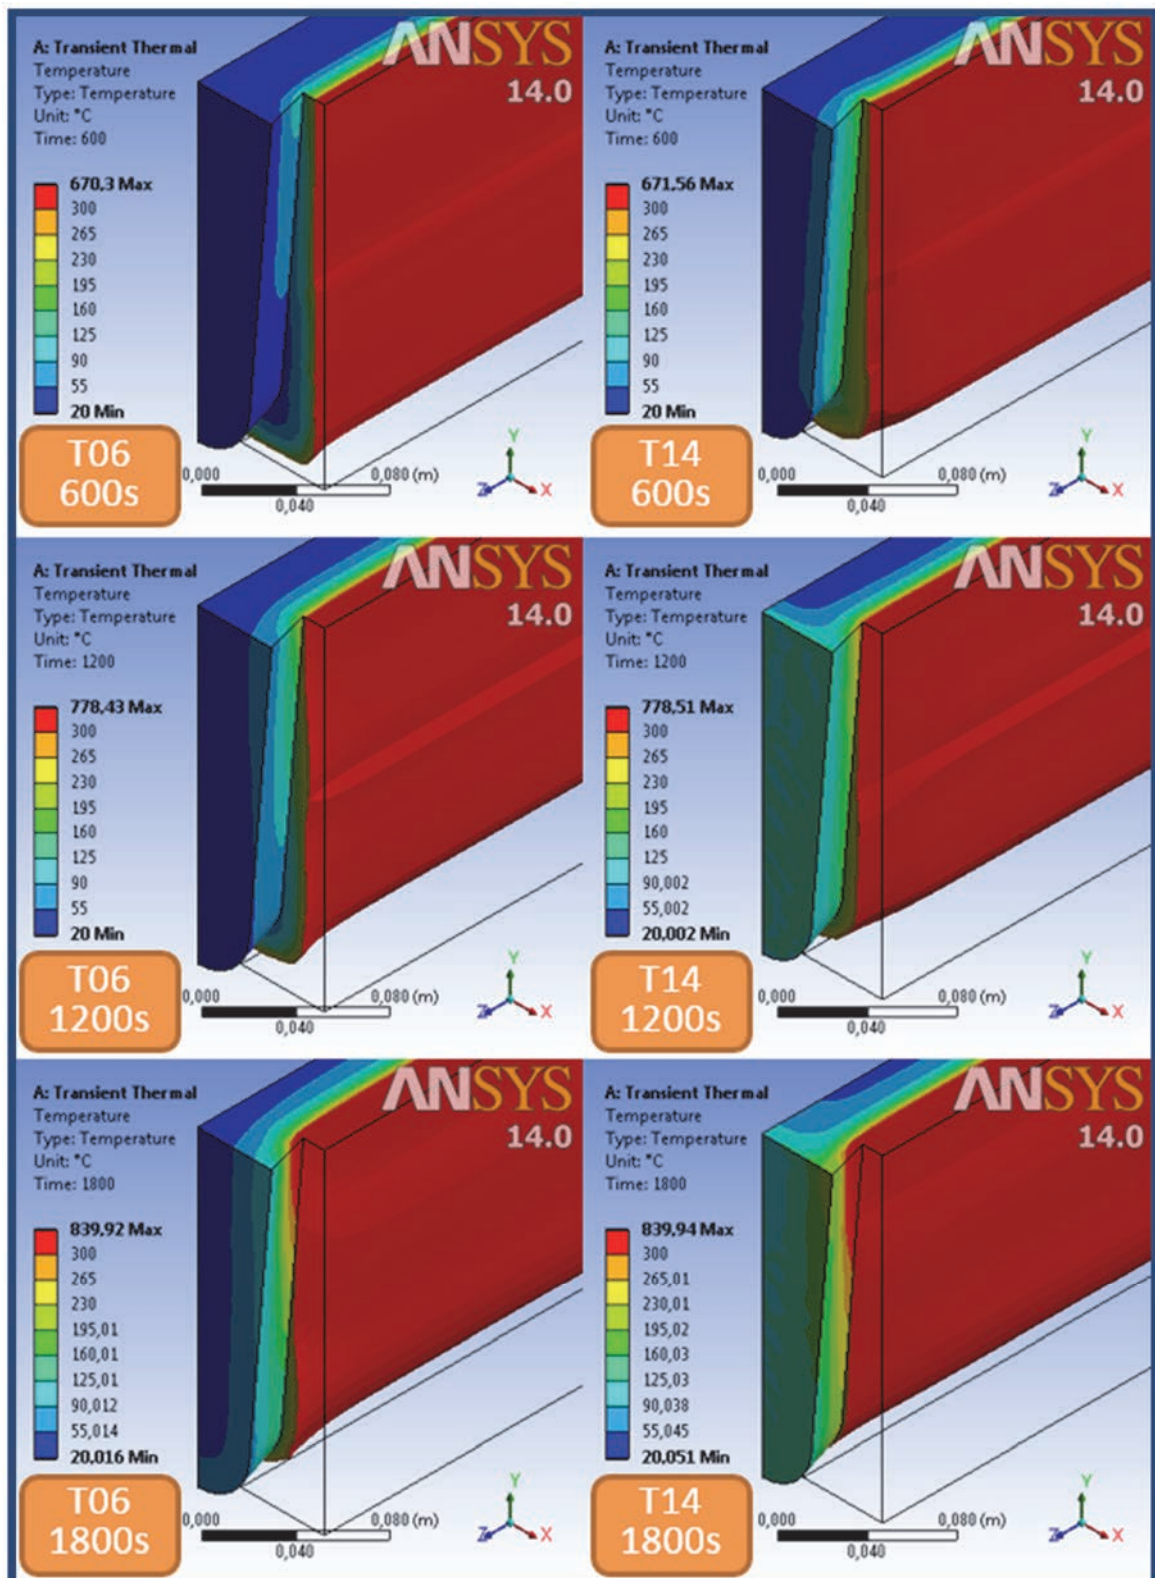 A: Transient Thermal
Temperature
Type: Temperature
Unit: °C
Time: 600
670,3 Max
300
265
230
195
160
125
90
55
20 Min
ANSYS
14.0
T06
600s
0,000
0,080 (m)
0,040
Y
Z
X
A: Transient Thermal
Temperature
Type: Temperature
Unit: °C
Time: 600
671,56 Max
300
265
230
195
160
125
90
55
20 Min
ANSYS
14.0
T14
600s
0,000
0,080 (m)
0,040
Y
Z
X
A: Transient Thermal
Temperature
Type: Temperature
Unit: °C
Time: 1200
778,43 Max
300
265
230
195
160
125
90
55
20 Min
ANSYS
14.0
T06
1200s
0,000
0,080 (m)
0,040
Y
Z
X
A: Transient Thermal
Temperature
Type: Temperature
Unit: °C
Time: 1200
778,51 Max
300
265
230
195
160
125
90,002
55,002
20,002 Min
ANSYS
14.0
T14
1200s
0,000
0,080 (m)
0,040
Y
Z
X
A: Transient Thermal
Temperature
Type: Temperature
Unit: °C
Time: 1800
839,92 Max
300
265
230
195,01
160,01
125,01
90,012
55,014
20,016 Min
ANSYS
14.0
T06
1800s
0,000
0,080 (m)
0,040
Y
Z
X
A: Transient Thermal
Temperature
Type: Temperature
Unit: °C
Time: 1800
839,94 Max
300
265,01
230,01
195,02
160,03
125,03
90,038
55,045
20,051 Min
ANSYS
14.0
T14
1800s
0,000
0,080 (m)
0,040
Y
Z
X